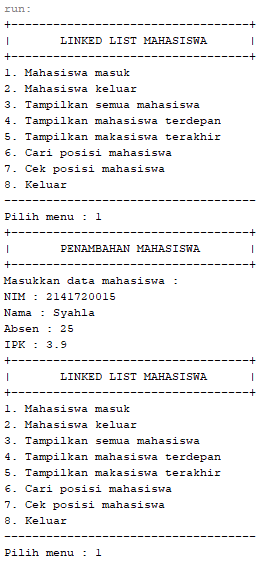 run:
+----------------------------------+
|       LINKED LIST MAHASISWA      |
+----------------------------------+
1. Mahasiswa masuk
2. Mahasiswa keluar
3. Tampilkan semua mahasiswa
4. Tampilkan mahasiswa terdepan
5. Tampilkan makasiswa terakhir
6. Cari posisi mahasiswa
7. Cek posisi mahasiswa
8. Keluar
------------------------------------
Pilih menu : 1
+----------------------------------+
|       PENAMBAHAN MAHASISWA       |
+----------------------------------+
Masukkan data mahasiswa :
NIM : 2141720015
Nama : Syahla
Absen : 25
IPK : 3.9
+----------------------------------+
|       LINKED LIST MAHASISWA      |
+----------------------------------+
1. Mahasiswa masuk
2. Mahasiswa keluar
3. Tampilkan semua mahasiswa
4. Tampilkan mahasiswa terdepan
5. Tampilkan makasiswa terakhir
6. Cari posisi mahasiswa
7. Cek posisi mahasiswa
8. Keluar
------------------------------------
Pilih menu : 1